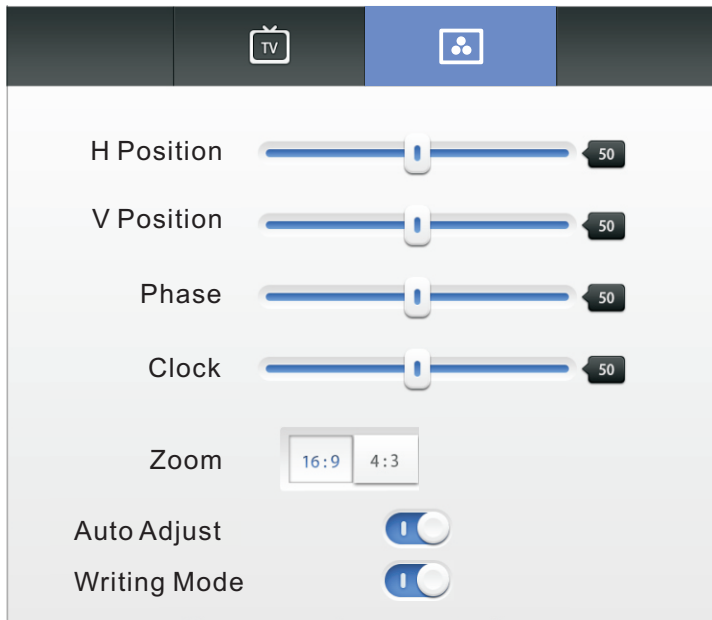 TV
H Position 50
V Position 50
Phase 50
Clock 50
Zoom 16:9 4:3
Auto Adjust
Writing Mode